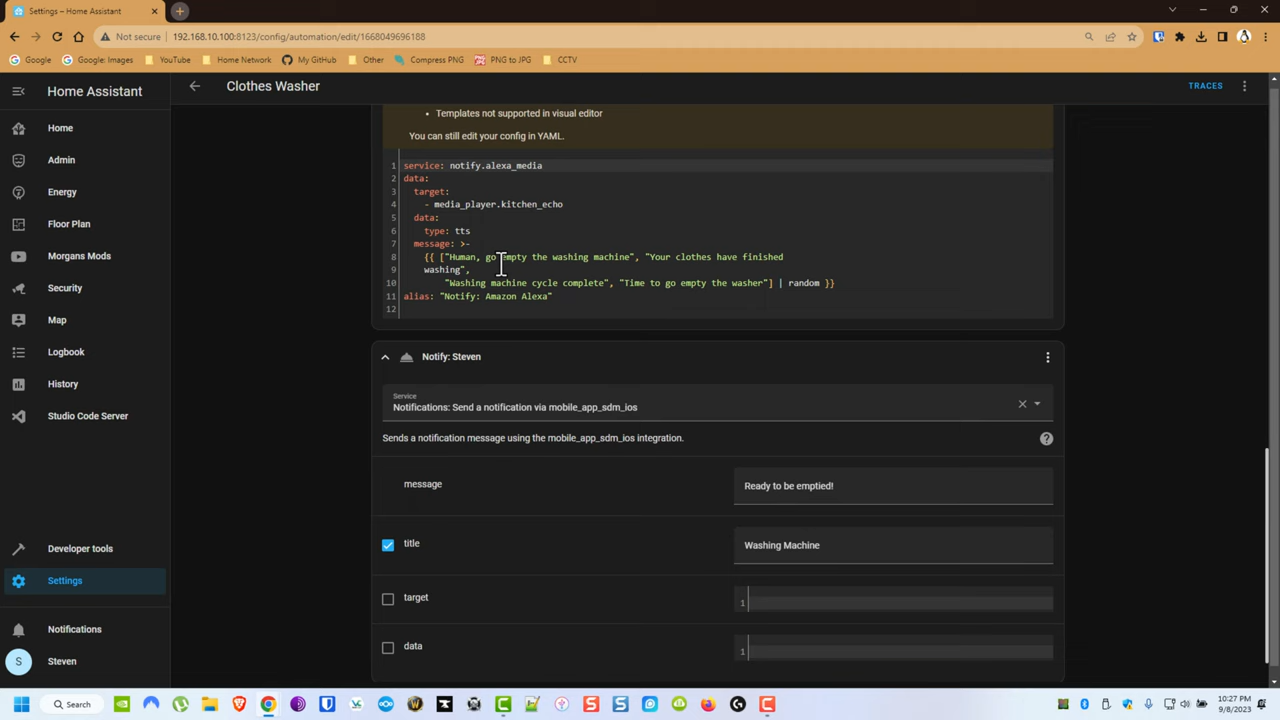 Settings – Home Assistant
Not secure
192.168.10.100:8123/config/automation/edit/1668049696188
Google
Google: Images
YouTube
Home Network
My GitHub
Other
Compress PNG
PNG to JPG
CCTV
Home Assistant
Clothes Washer
TRACES
Home
Admin
Energy
Floor Plan
Morgans Mods
Security
Map
Logbook
History
Studio Code Server
Developer tools
Settings
Notifications
S
Steven
• Templates not supported in visual editor
You can still edit your config in YAML.
1 service: notify.alexa_media
2 data:
3 target:
4 - media_player.kitchen_echo
5 data:
6 type: tts
7 message: >-
8 {{ ["Human, go empty the washing machine", "Your clothes have finished
9 washing",
10 "Washing machine cycle complete", "Time to go empty the washer"] | random }}
11 alias: "Notify: Amazon Alexa"
12
Notify: Steven
Service
Notifications: Send a notification via mobile_app_sdm_ios
Sends a notification message using the mobile_app_sdm_ios integration.
message
Ready to be emptied!
title
Washing Machine
target
1
data
1
Search
10:27 PM
9/8/2023